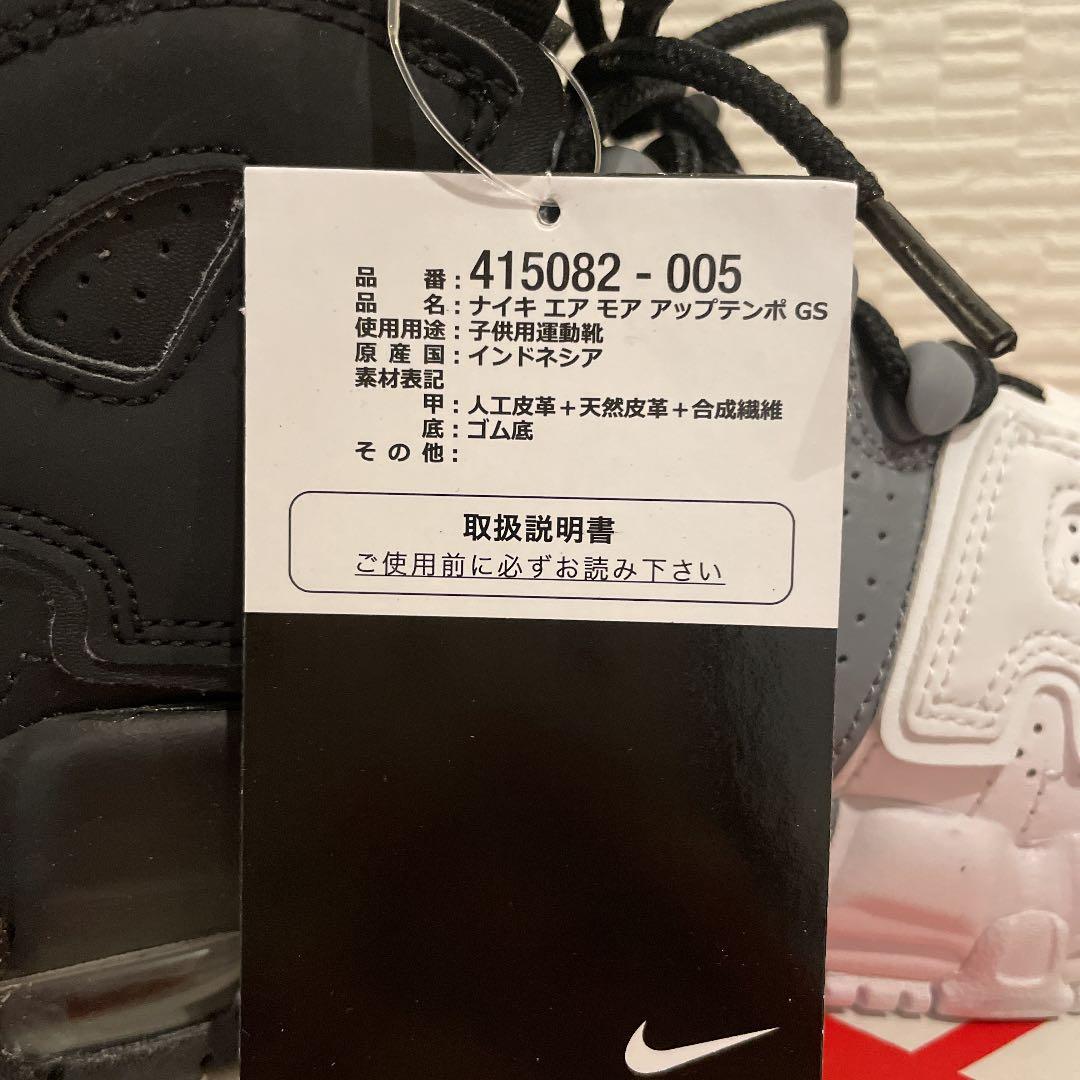 品番：415082 - 005
品名：ナイキ エア モア アップテンポ GS
使用用途：子供用運動靴
原産国：インドネシア
素材表記
甲：人工皮革＋天然皮革＋合成繊維
底：ゴム底
その他：
取扱説明書
ご使用前に必ずお読み下さい